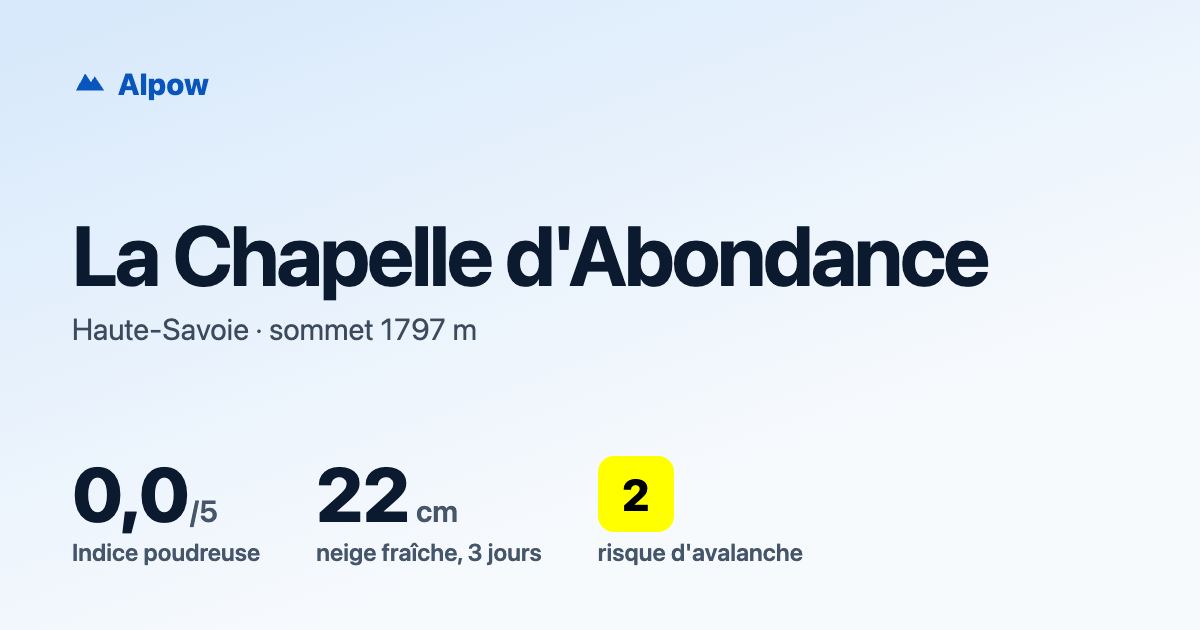 Alpow
La Chapelle d'Abondance
Haute-Savoie · sommet 1797 m
0,0/5 22 cm 2
Indice poudreuse neige fraîche, 3 jours risque d'avalanche